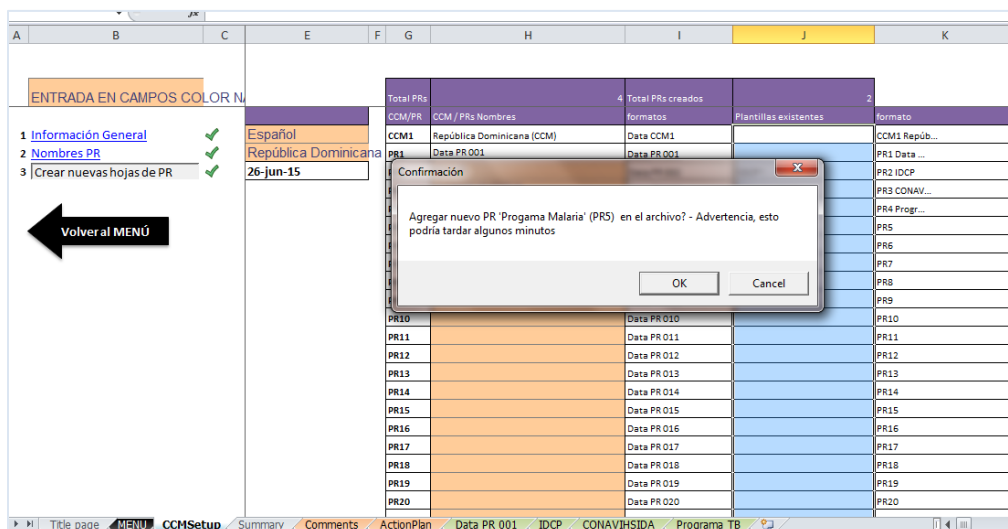 fx
A B C E F G H I J K
ENTRADA EN CAMPOS COLOR NA
Total PRs 4 Total PRs creados 2
CCM/PR CCM / PRs Nombres formatos Plantillas existentes formato
1 Información General Español CCM1 República Dominicana (CCM) Data CCM1 CCM1 Repúb...
2 Nombres PR República Dominicana PR1 Data PR 001 Data PR 001 PR1 Data ...
3 Crear nuevas hojas de PR 26-jun-15 PR2 IDCP
Confirmación
PR3 CONAV...
Agregar nuevo PR 'Progama Malaria' (PR5) en el archivo? - Advertencia, esto
podría tardar algunos minutos
PR4 Progr...
Volver al MENÚ PR5
PR6
OK Cancel PR7
PR8
PR9
PR10 Data PR 010 PR10
PR11 Data PR 011 PR11
PR12 Data PR 012 PR12
PR13 Data PR 013 PR13
PR14 Data PR 014 PR14
PR15 Data PR 015 PR15
PR16 Data PR 016 PR16
PR17 Data PR 017 PR17
PR18 Data PR 018 PR18
PR19 Data PR 019 PR19
PR20 Data PR 020 PR20
Title page MENU CCMSetup Summary Comments ActionPlan Data PR 001 IDCP CONAVIHSIDA Programa TB